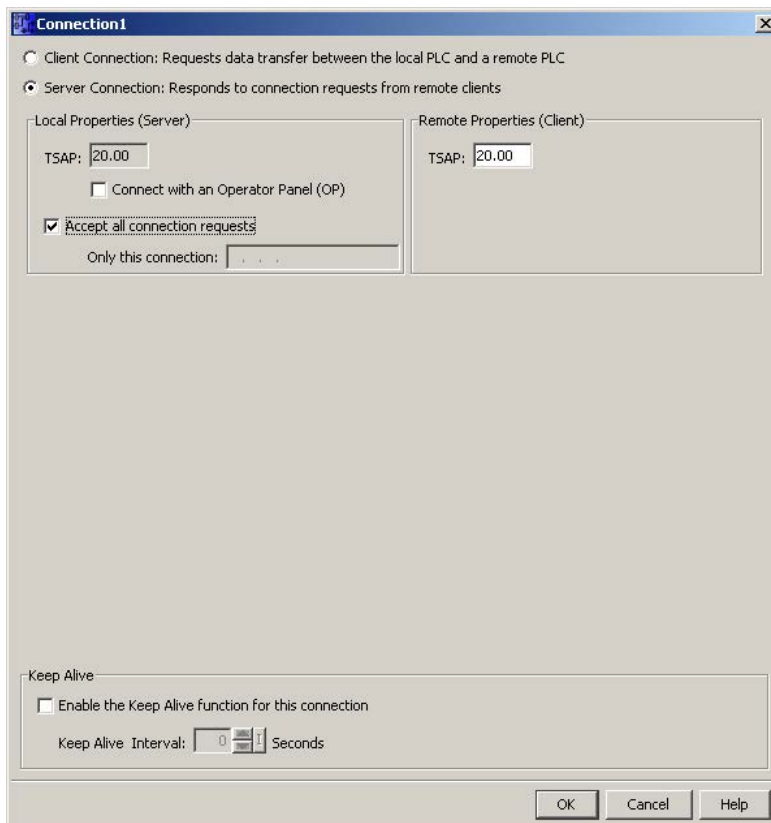 Connection1
Client Connection: Requests data transfer between the local PLC and a remote PLC
Server Connection: Responds to connection requests from remote clients
Local Properties (Server)
TSAP: 20.00
Connect with an Operator Panel (OP)
Accept all connection requests
Only this connection: . . .
Remote Properties (Client)
TSAP: 20.00
Keep Alive
Enable the Keep Alive function for this connection
Keep Alive Interval: 0 Seconds
OK Cancel Help